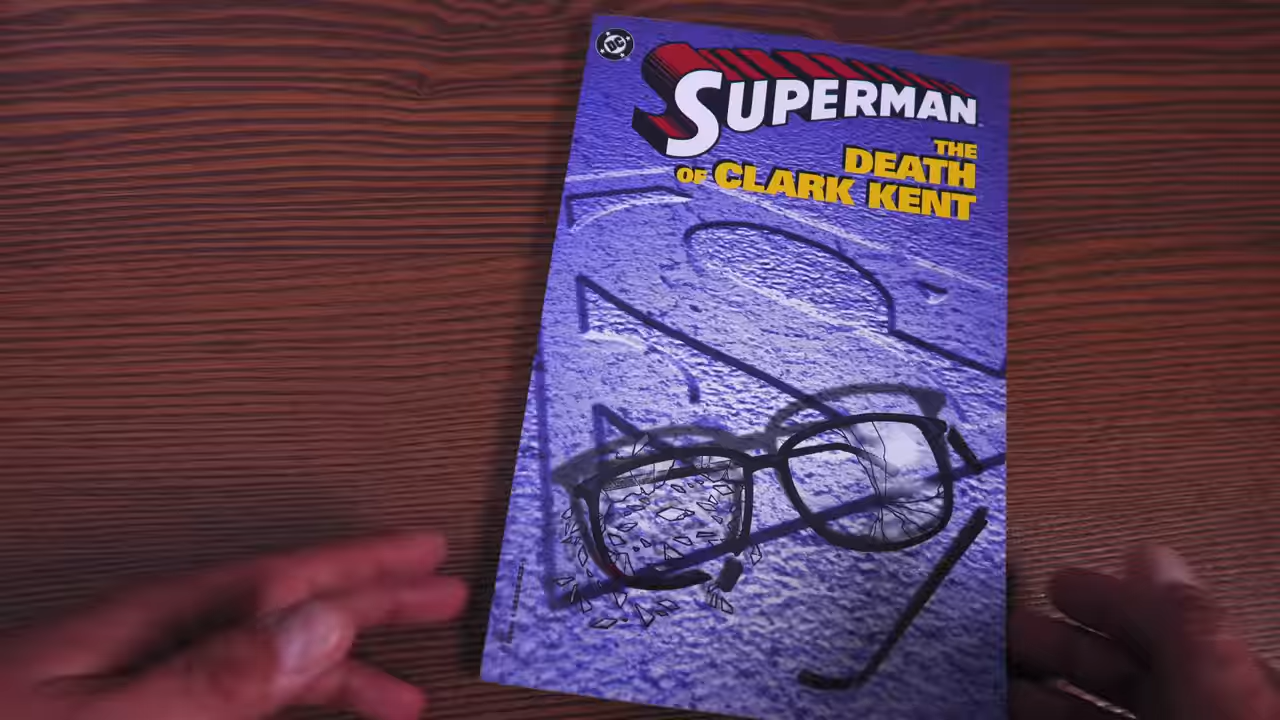 DC
SUPERMAN
THE
DEATH
OF CLARK KENT